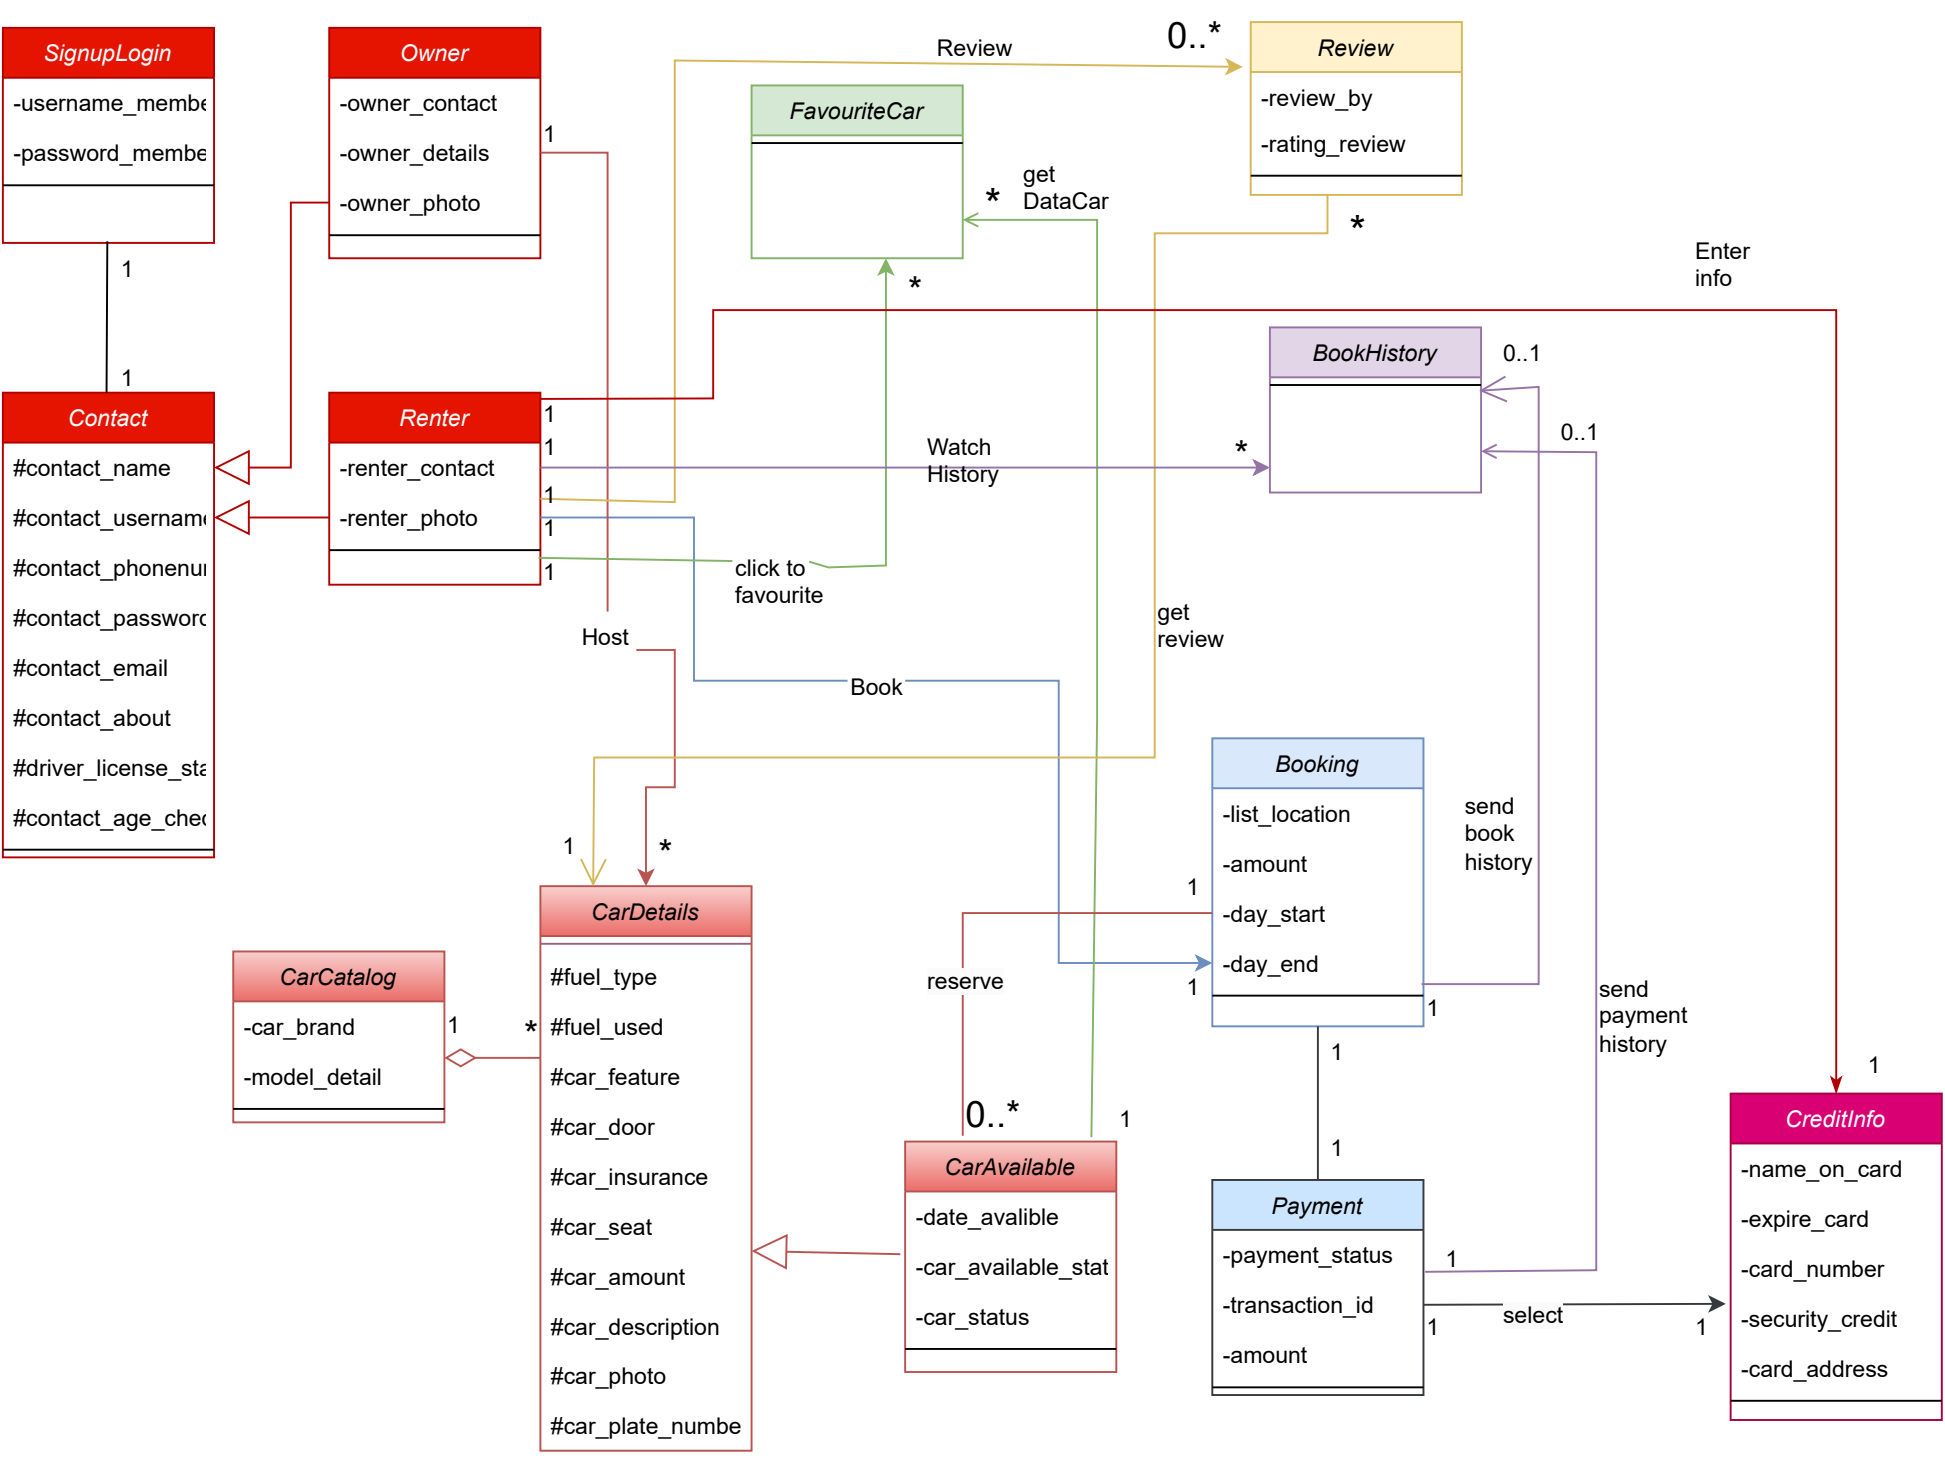 SignupLogin
-username_membe
-password_membe
1
1
Contact
#contact_name
#contact_username
#contact_phonenu
#contact_password
#contact_email
#contact_about
#driver_license_sta
#contact_age_chec
Owner
-owner_contact
-owner_details
-owner_photo
1
Renter
-renter_contact
-renter_photo
1
1
1
1
1
Review
0..*
Review
-review_by
-rating_review
*
FavouriteCar
*
get
DataCar
*
Enter
info
BookHistory
0..1
0..1
Watch
History
*
click to
favourite
Host
Book
get
review
1
*
CarDetails
#fuel_type
#fuel_used
#car_feature
#car_door
#car_insurance
#car_seat
#car_amount
#car_description
#car_photo
#car_plate_numbe
CarCatalog
-car_brand
-model_detail
1
*
Booking
-list_location
-amount
-day_start
-day_end
1
1
1
1
reserve
send
book
history
send
payment
history
0..*
1
CarAvailable
-date_avalible
-car_available_stat
-car_status
1
Payment
-payment_status
-transaction_id
-amount
1
1
select
1
1
CreditInfo
-name_on_card
-expire_card
-card_number
-security_credit
-card_address